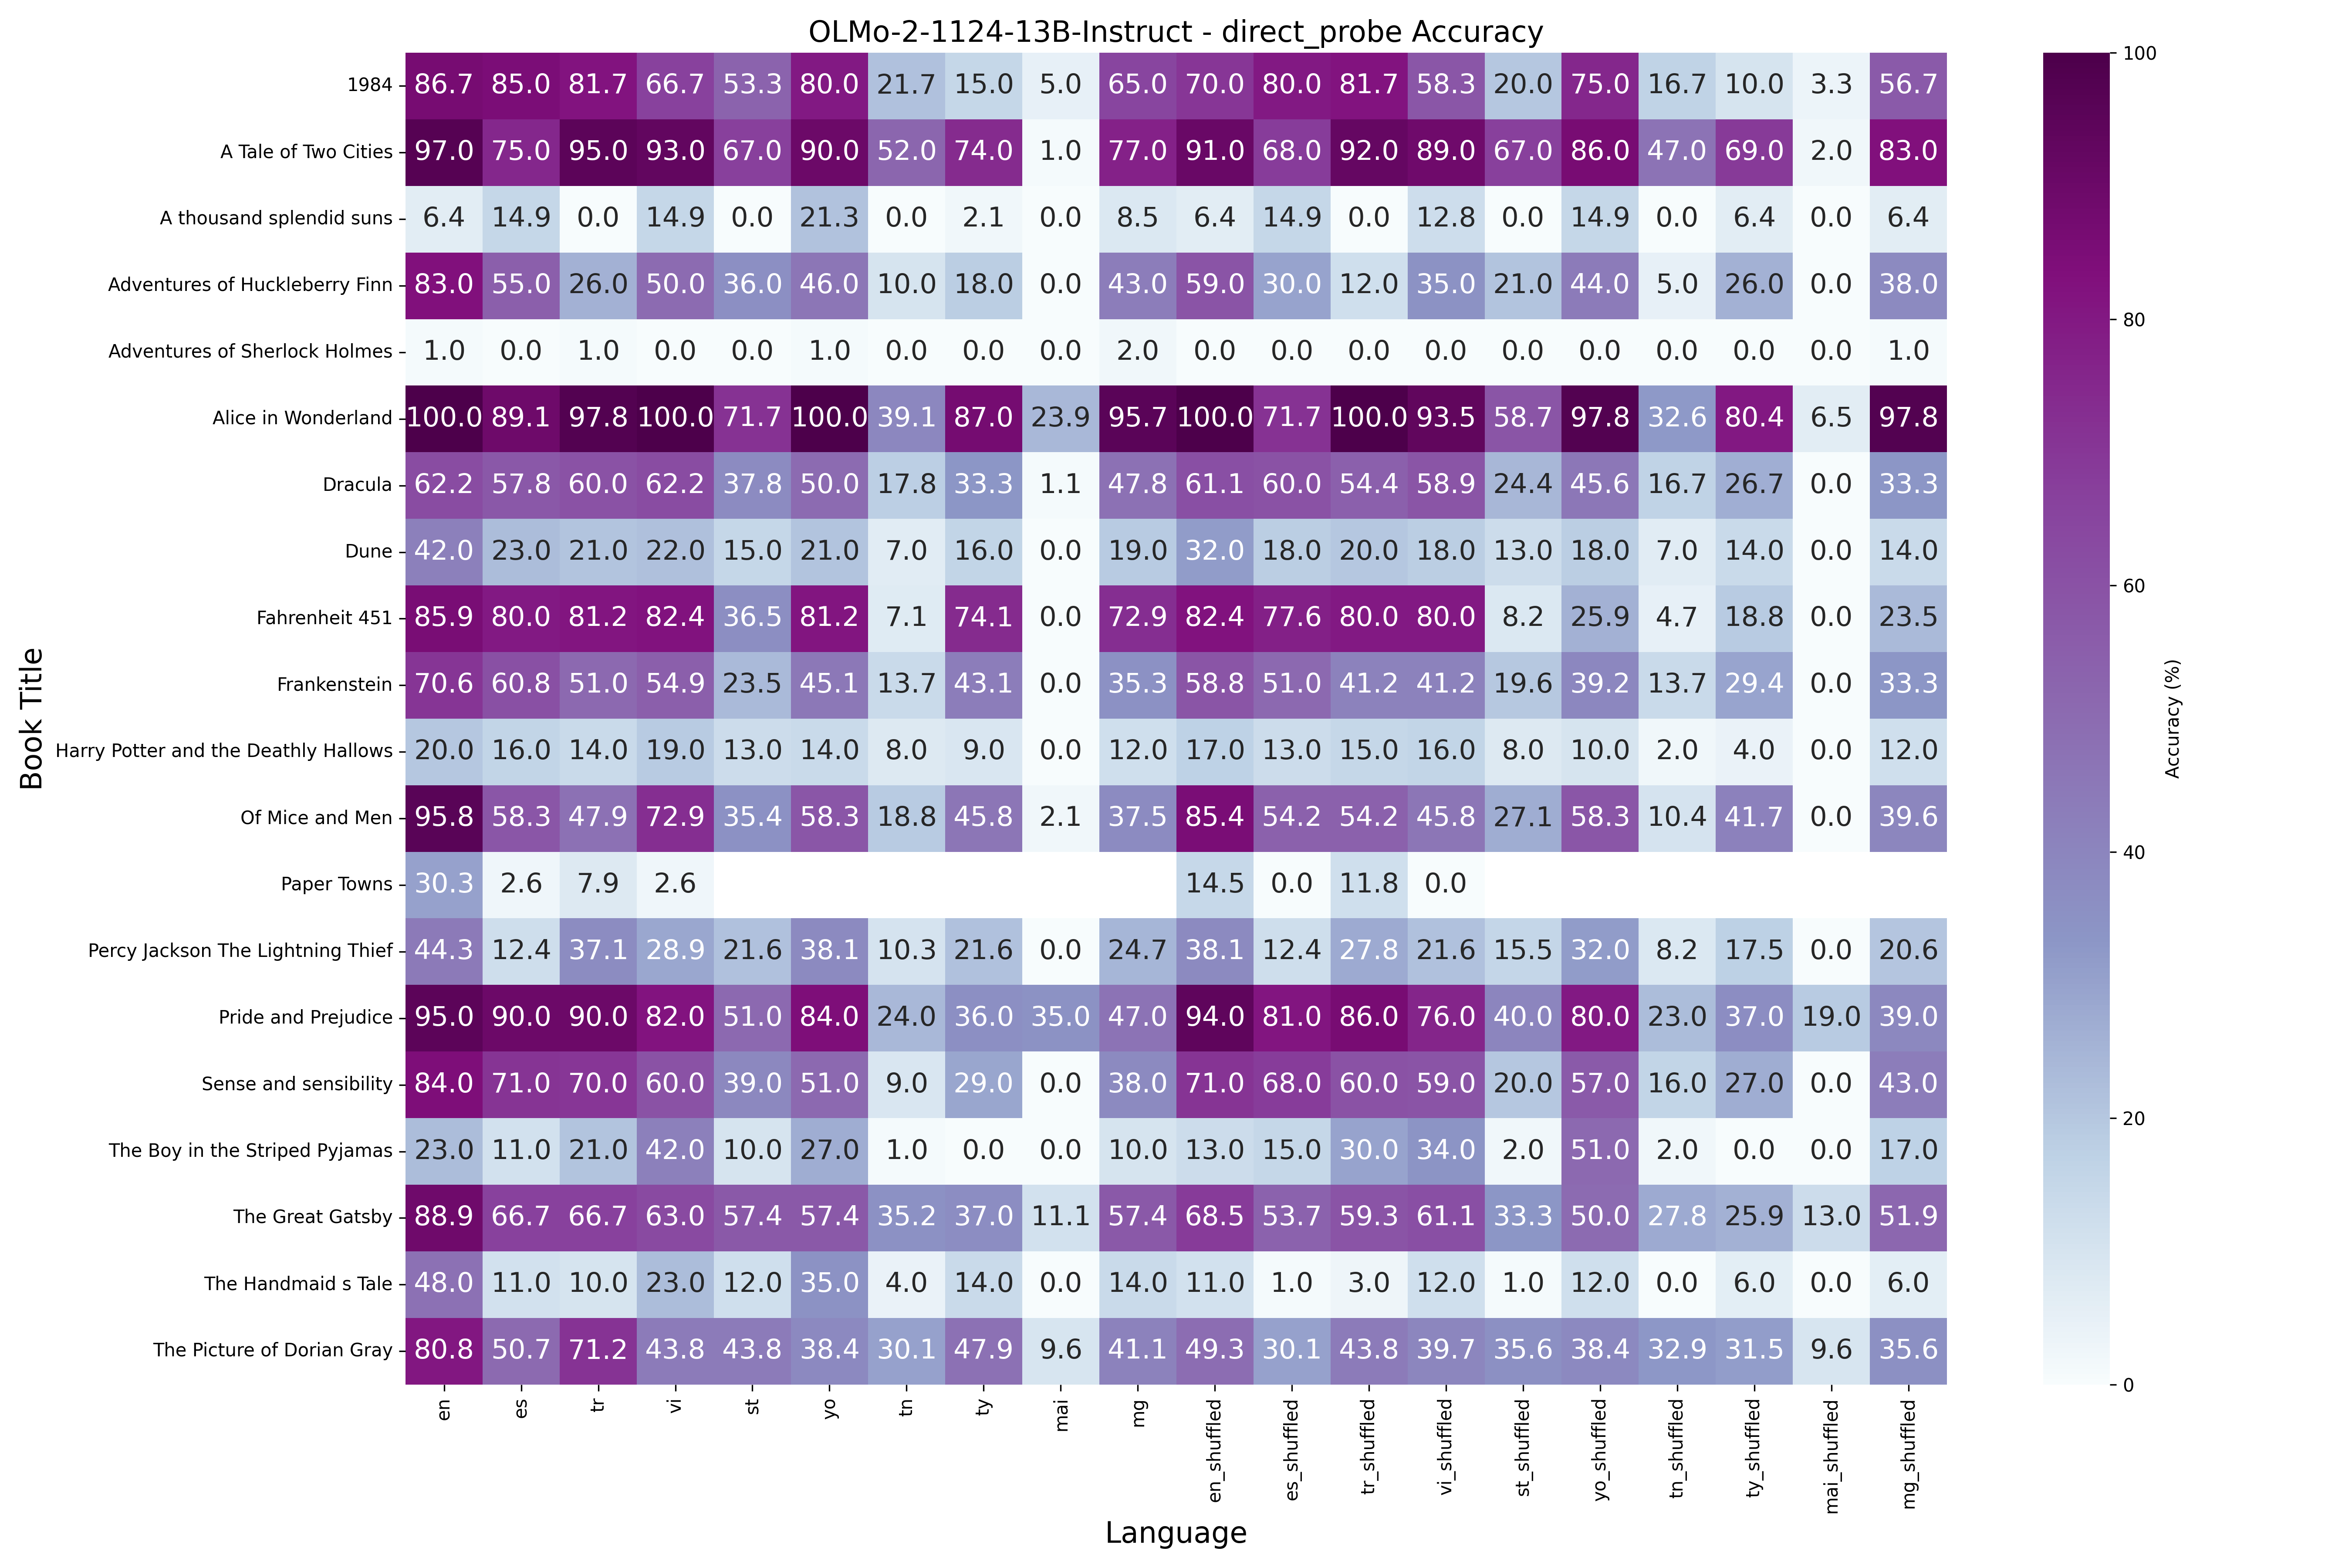 OLMo-2-1124-13B-Instruct - direct_probe Accuracy
Book Title
1984 86.7 85.0 81.7 66.7 53.3 80.0 21.7 15.0 5.0 65.0 70.0 80.0 81.7 58.3 20.0 75.0 16.7 10.0 3.3 56.7
A Tale of Two Cities 97.0 75.0 95.0 93.0 67.0 90.0 52.0 74.0 1.0 77.0 91.0 68.0 92.0 89.0 67.0 86.0 47.0 69.0 2.0 83.0
A thousand splendid suns 6.4 14.9 0.0 14.9 0.0 21.3 0.0 2.1 0.0 8.5 6.4 14.9 0.0 12.8 0.0 14.9 0.0 6.4 0.0 6.4
Adventures of Huckleberry Finn 83.0 55.0 26.0 50.0 36.0 46.0 10.0 18.0 0.0 43.0 59.0 30.0 12.0 35.0 21.0 44.0 5.0 26.0 0.0 38.0
Adventures of Sherlock Holmes 1.0 0.0 1.0 0.0 0.0 1.0 0.0 0.0 0.0 2.0 0.0 0.0 0.0 0.0 0.0 0.0 0.0 0.0 0.0 1.0
Alice in Wonderland 100.0 89.1 97.8 100.0 71.7 100.0 39.1 87.0 23.9 95.7 100.0 71.7 100.0 93.5 58.7 97.8 32.6 80.4 6.5 97.8
Dracula 62.2 57.8 60.0 62.2 37.8 50.0 17.8 33.3 1.1 47.8 61.1 60.0 54.4 58.9 24.4 45.6 16.7 26.7 0.0 33.3
Dune 42.0 23.0 21.0 22.0 15.0 21.0 7.0 16.0 0.0 19.0 32.0 18.0 20.0 18.0 13.0 18.0 7.0 14.0 0.0 14.0
Fahrenheit 451 85.9 80.0 81.2 82.4 36.5 81.2 7.1 74.1 0.0 72.9 82.4 77.6 80.0 80.0 8.2 25.9 4.7 18.8 0.0 23.5
Frankenstein 70.6 60.8 51.0 54.9 23.5 45.1 13.7 43.1 0.0 35.3 58.8 51.0 41.2 41.2 19.6 39.2 13.7 29.4 0.0 33.3
Harry Potter and the Deathly Hallows 20.0 16.0 14.0 19.0 13.0 14.0 8.0 9.0 0.0 12.0 17.0 13.0 15.0 16.0 8.0 10.0 2.0 4.0 0.0 12.0
Of Mice and Men 95.8 58.3 47.9 72.9 35.4 58.3 18.8 45.8 2.1 37.5 85.4 54.2 54.2 45.8 27.1 58.3 10.4 41.7 0.0 39.6
Paper Towns 30.3 2.6 7.9 2.6 14.5 0.0 11.8 0.0
Percy Jackson The Lightning Thief 44.3 12.4 37.1 28.9 21.6 38.1 10.3 21.6 0.0 24.7 38.1 12.4 27.8 21.6 15.5 32.0 8.2 17.5 0.0 20.6
Pride and Prejudice 95.0 90.0 90.0 82.0 51.0 84.0 24.0 36.0 35.0 47.0 94.0 81.0 86.0 76.0 40.0 80.0 23.0 37.0 19.0 39.0
Sense and sensibility 84.0 71.0 70.0 60.0 39.0 51.0 9.0 29.0 0.0 38.0 71.0 68.0 60.0 59.0 20.0 57.0 16.0 27.0 0.0 43.0
The Boy in the Striped Pyjamas 23.0 11.0 21.0 42.0 10.0 27.0 1.0 0.0 0.0 10.0 13.0 15.0 30.0 34.0 2.0 51.0 2.0 0.0 0.0 17.0
The Great Gatsby 88.9 66.7 66.7 63.0 57.4 57.4 35.2 37.0 11.1 57.4 68.5 53.7 59.3 61.1 33.3 50.0 27.8 25.9 13.0 51.9
The Handmaid s Tale 48.0 11.0 10.0 23.0 12.0 35.0 4.0 14.0 0.0 14.0 11.0 1.0 3.0 12.0 1.0 12.0 0.0 6.0 0.0 6.0
The Picture of Dorian Gray 80.8 50.7 71.2 43.8 43.8 38.4 30.1 47.9 9.6 41.1 49.3 30.1 43.8 39.7 35.6 38.4 32.9 31.5 9.6 35.6
en es tr vi st yo tn ty mai mg en_shuffled es_shuffled tr_shuffled vi_shuffled st_shuffled yo_shuffled tn_shuffled ty_shuffled mai_shuffled mg_shuffled
Language
100
80
60
40
20
0
Accuracy (%)